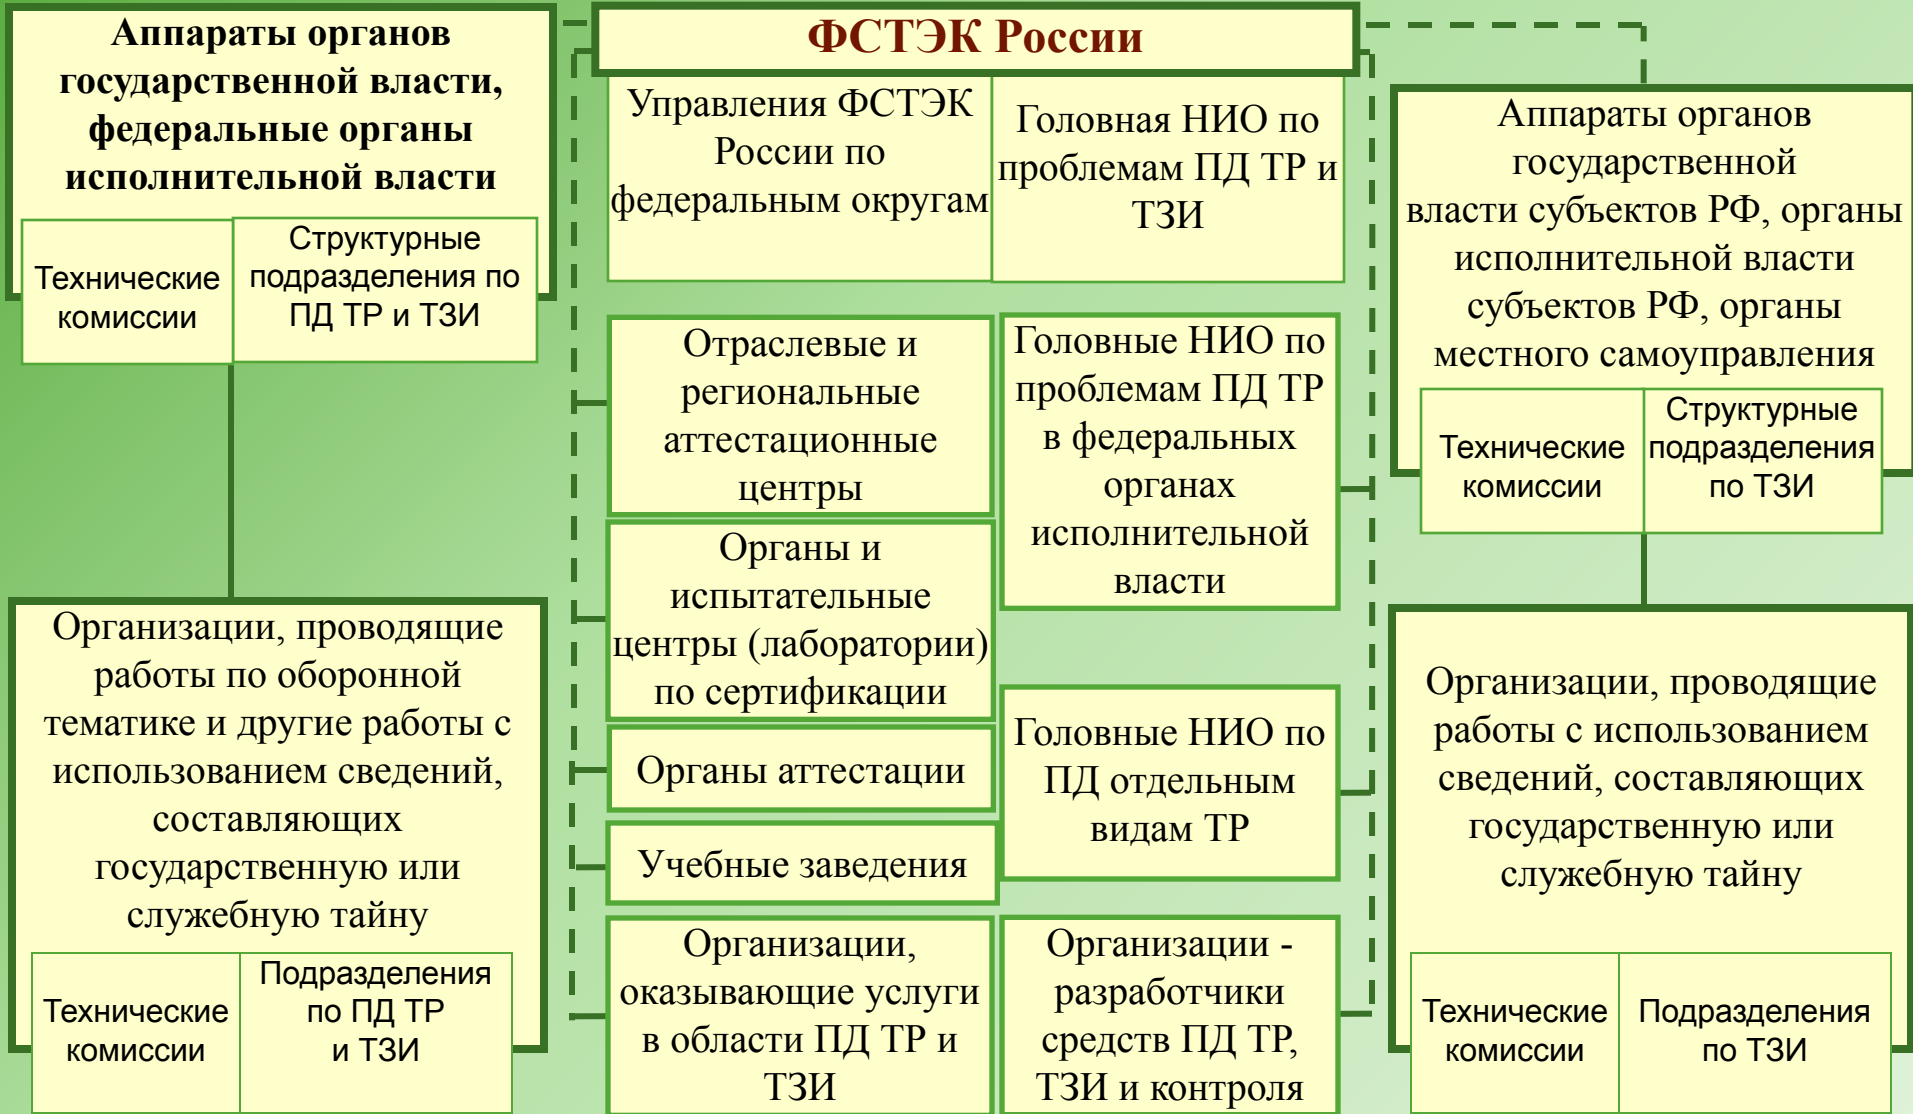 Аппараты органов
государственной власти,
федеральные органы
исполнительной власти
Технические
комиссии
Структурные
подразделения по
ПД ТР и ТЗИ
Организации, проводящие
работы по оборонной
тематике и другие работы с
использованием сведений,
составляющих
государственную или
служебную тайну
Технические
комиссии
Подразделения
по ПД ТР
и ТЗИ
ФСТЭК России
Управления ФСТЭК
России по
федеральным округам
Головная НИО по
проблемам ПД ТР и
ТЗИ
Отраслевые и
региональные
аттестационные
центры
Органы и
испытательные
центры (лаборатории)
по сертификации
Органы аттестации
Учебные заведения
Организации,
оказывающие услуги
в области ПД ТР и
ТЗИ
Головные НИО по
проблемам ПД ТР
в федеральных
органах
исполнительной
власти
Головные НИО по
ПД отдельным
видам ТР
Организации -
разработчики
средств ПД ТР,
ТЗИ и контроля
Аппараты органов
государственной
власти субъектов РФ, органы
исполнительной власти
субъектов РФ, органы
местного самоуправления
Технические
комиссии
Структурные
подразделения
по ТЗИ
Организации, проводящие
работы с использованием
сведений, составляющих
государственную или
служебную тайну
Технические
комиссии
Подразделения
по ТЗИ